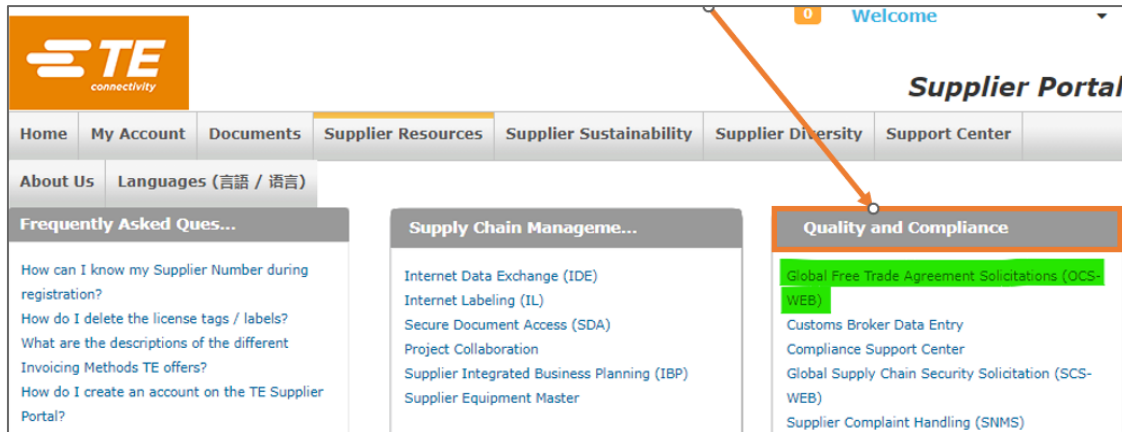 0 Welcome
TE
connectivity
Supplier Portal
Home My Account Documents Supplier Resources Supplier Sustainability Supplier Diversity Support Center
About Us Languages (言語 / 语言)
Frequently Asked Ques...
How can I know my Supplier Number during
registration?
How do I delete the license tags / labels?
What are the descriptions of the different
Invoicing Methods TE offers?
How do I create an account on the TE Supplier
Portal?
Supply Chain Manageme...
Internet Data Exchange (IDE)
Internet Labeling (IL)
Secure Document Access (SDA)
Project Collaboration
Supplier Integrated Business Planning (IBP)
Supplier Equipment Master
Quality and Compliance
Global Free Trade Agreement Solicitations (OCS-
WEB)
Customs Broker Data Entry
Compliance Support Center
Global Supply Chain Security Solicitation (SCS-
WEB)
Supplier Complaint Handling (SNMS)